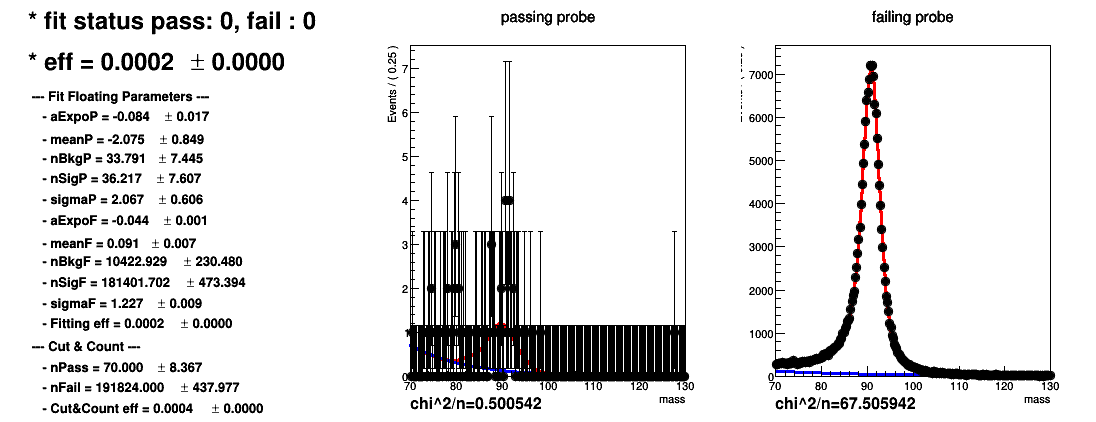 * fit status pass: 0, fail : 0
* eff = 0.0002 ± 0.0000
--- Fit Floating Parameters ---
- aExpoP = -0.084 ± 0.017
- meanP = -2.075 ± 0.849
- nBkgP = 33.791 ± 7.445
- nSigP = 36.217 ± 7.607
- sigmaP = 2.067 ± 0.606
- aExpoF = -0.044 ± 0.001
- meanF = 0.091 ± 0.007
- nBkgF = 10422.929 ± 230.480
- nSigF = 181401.702 ± 473.394
- sigmaF = 1.227 ± 0.009
- Fitting eff = 0.0002 ± 0.0000
--- Cut & Count ---
- nPass = 70.000 ± 8.367
- nFail = 191824.000 ± 437.977
- Cut&Count eff = 0.0004 ± 0.0000
passing probe
Events / ( 0.25 )
7
6
5
4
3
2
1
0
70 80 90 100 110 120 130
mass
chi^2/n=0.500542
failing probe
7000
6000
5000
4000
3000
2000
1000
0
70 80 90 100 110 120 130
mass
chi^2/n=67.505942